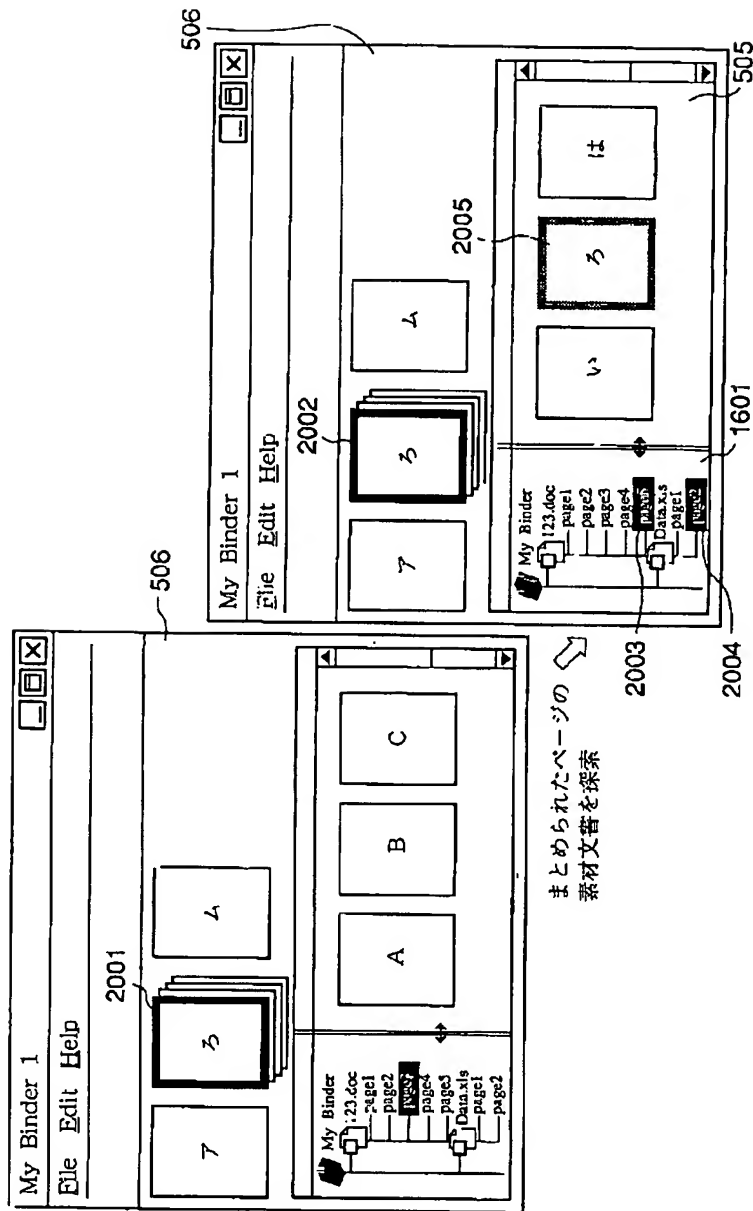 My Binder 1
File Edit Help
506
2001
ア
ろ
ム
My Binder
123.doc
page1
page2
page4
page5
Data.xls
page1
page2
A
B
C
まとめられたページの
素材文書を探索
My Binder 1
File Edit Help
506
2002
ア
ろ
ム
My Binder
123.doc
page1
page2
page3
page4
Data.xls
page1
2003
2004
2005
い
ろ
は
1601
505